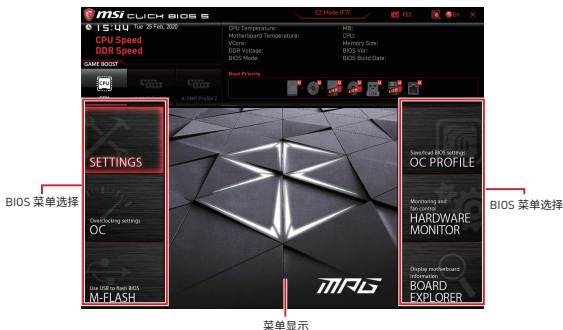 msi CLICK BIOS 5
EZ Mode (F7)
F12
En
15:44 Tue 25 Feb, 2020
CPU Speed
DDR Speed
GAME BOOST
CPU
X-XMP Profile 2
CPU Temperature:
Motherboard Temperature:
VCore:
DDR Voltage:
BIOS Mode:
MB:
CPU:
Memory Size:
BIOS Ver:
BIOS Build Date:
Boot Priority
SETTINGS
Overclocking settings
OC
Use USB to flash BIOS
M-FLASH
Save/load BIOS settings
OC PROFILE
Monitoring and
fan control
HARDWARE
MONITOR
Display motherboard
information
BOARD
EXPLORER
MPG
BIOS 菜单选择
BIOS 菜单选择
菜单显示